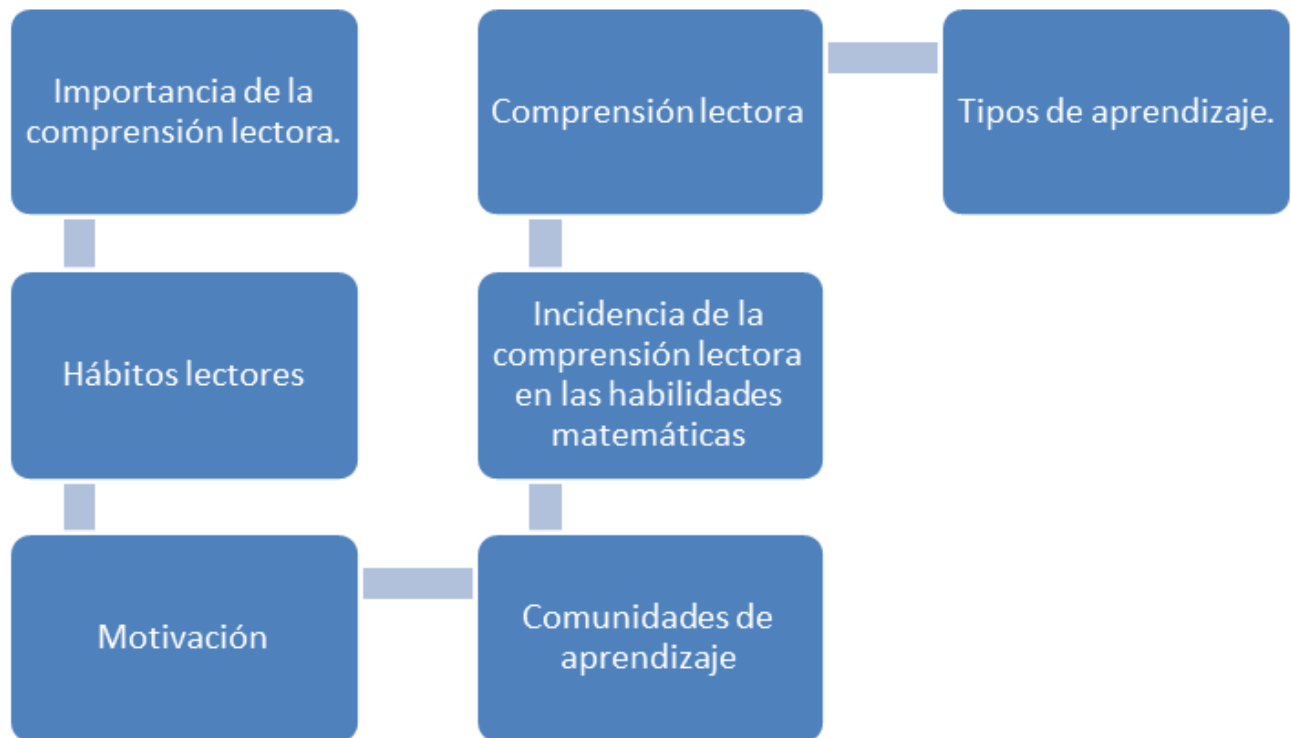 Importancia de la
comprensión lectora.
Hábitos lectores
Motivación
Comunidades de
aprendizaje
Incidencia de la
comprensión lectora
en las habilidades
matemáticas
Comprensión lectora
Tipos de aprendizaje.